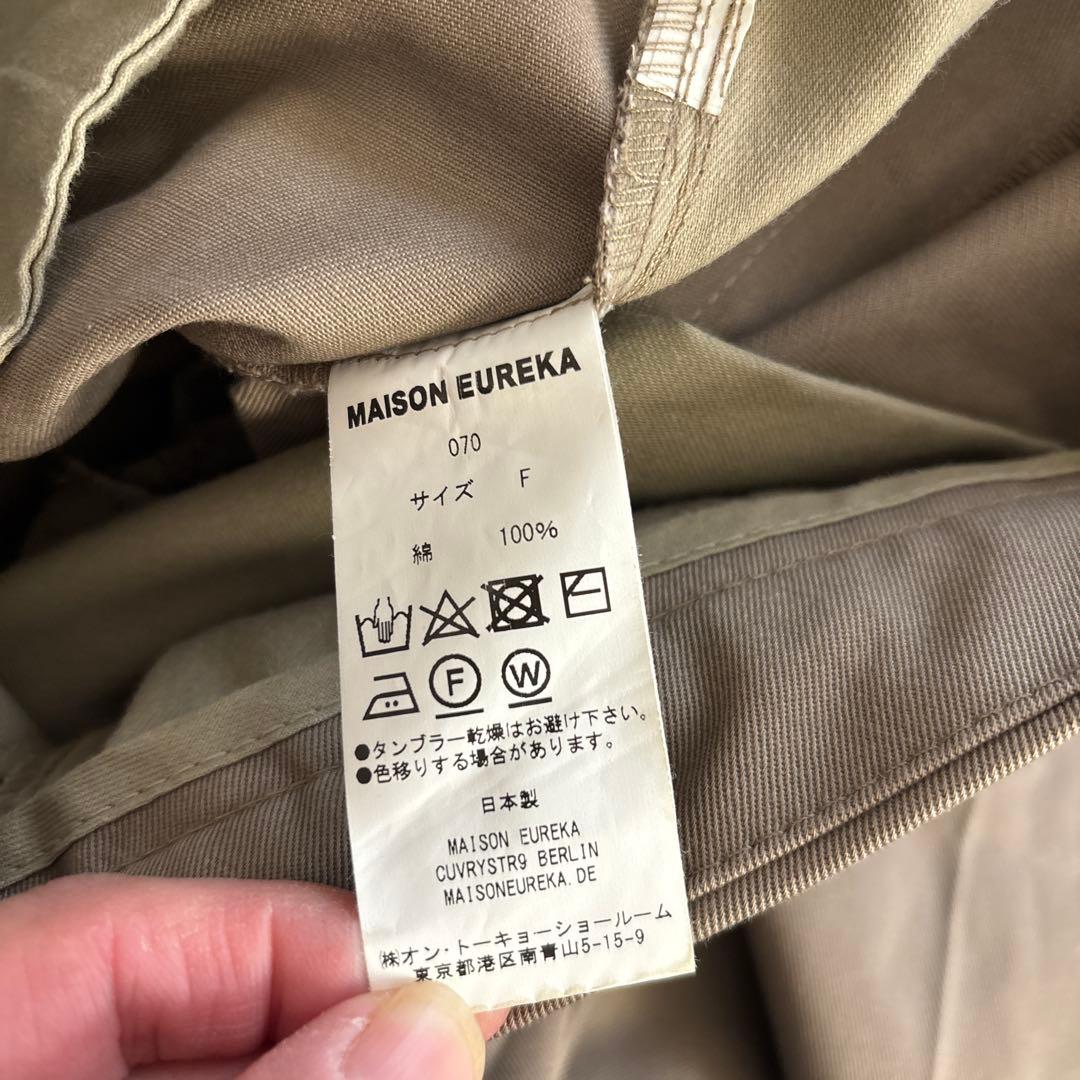 MAISON EUREKA
070
サイズ F
綿 100%
F W
●タンブラー乾燥はお避け下さい。
●色移りする場合があります。
日本製
MAISON EUREKA
CUVRYSTR9 BERLIN
MAISONEUREKA.DE
㈱オン・トーキョーショールーム
東京都港区南青山5-15-9